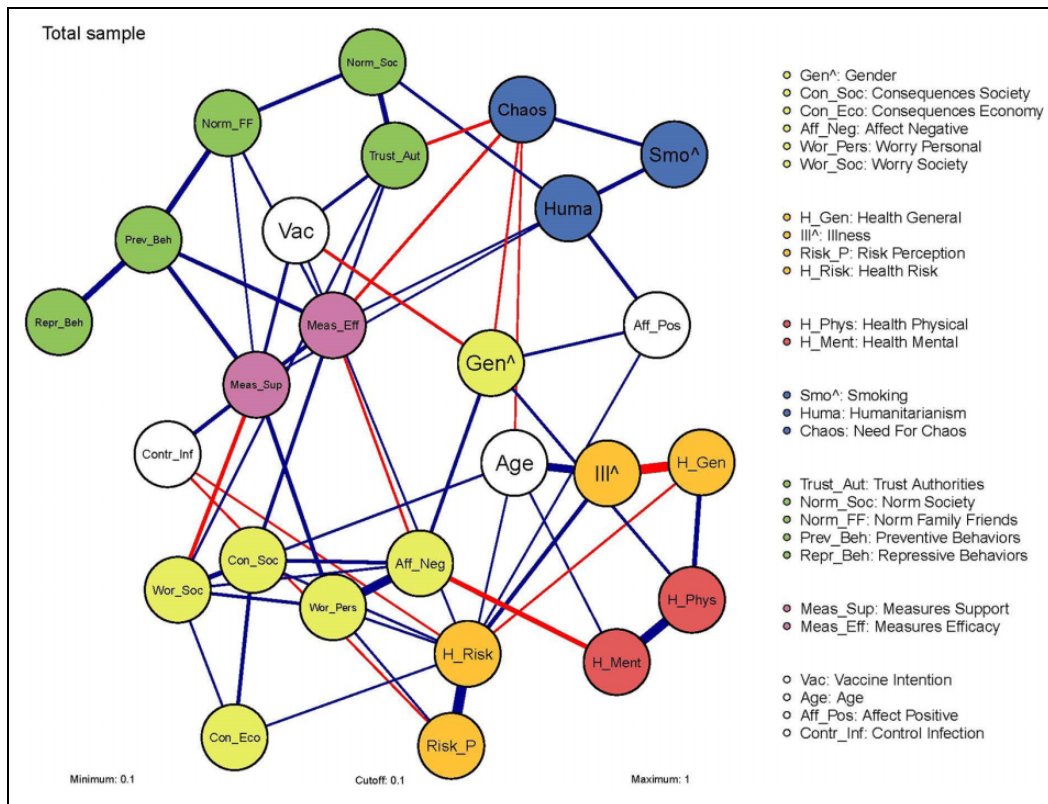 Total sample
Norm_Soc
Chaos
Norm_FF
Trust_Aut
Smo^
Huma
Vac
Prev_Beh
Repr_Beh
Meas_Eff
Aff_Pos
Gen^
Meas_Sup
Contr_Inf
Age
Ill^
H_Gen
Con_Soc
Aff_Neg
Wor_Soc
Wor_Pers
H_Phys
H_Risk
H_Ment
Con_Eco
Risk_P
Minimum: 0.1
Cutoff: 0.1
Maximum: 1
Gen^: Gender
Con_Soc: Consequences Society
Con_Eco: Consequences Economy
Aff_Neg: Affect Negative
Wor_Pers: Worry Personal
Wor_Soc: Worry Society
H_Gen: Health General
Ill^: Illness
Risk_P: Risk Perception
H_Risk: Health Risk
H_Phys: Health Physical
H_Ment: Health Mental
Smo^: Smoking
Huma: Humanitarianism
Chaos: Need For Chaos
Trust_Aut: Trust Authorities
Norm_Soc: Norm Society
Norm_FF: Norm Family Friends
Prev_Beh: Preventive Behaviors
Repr_Beh: Repressive Behaviors
Meas_Sup: Measures Support
Meas_Eff: Measures Efficacy
Vac: Vaccine Intention
Age: Age
Aff_Pos: Affect Positive
Contr_Inf: Control Infection